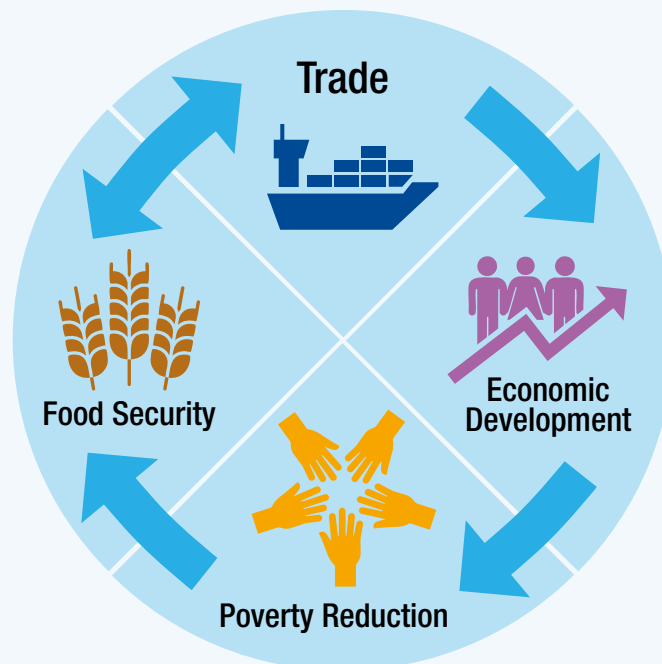 Trade
Economic
Development
Food Security
Poverty Reduction